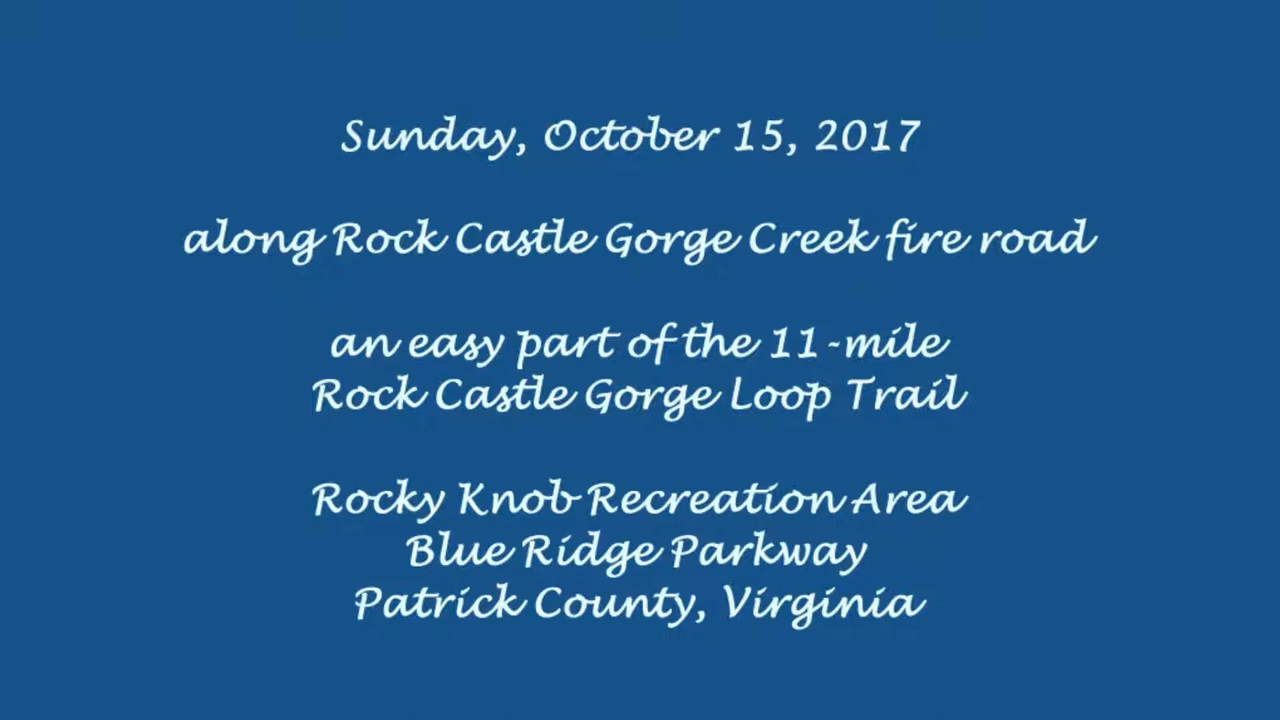 Sunday, October 15, 2017
along Rock Castle Gorge Creek fire road
an easy part of the 11-mile
Rock Castle Gorge Loop Trail
Rocky Knob Recreation Area
Blue Ridge Parkway
Patrick County, Virginia